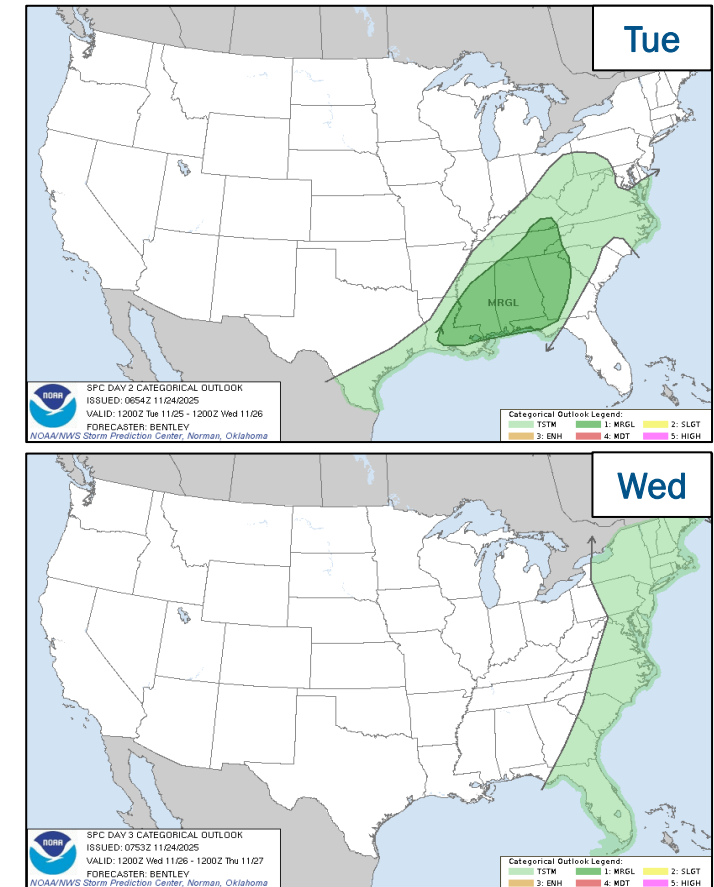 Tue
MRGL
NOAA
SPC DAY 2 CATEGORICAL OUTLOOK
ISSUED: 0654Z 11/24/2025
VALID: 1200Z Tue 11/25 - 1200Z Wed 11/26
FORECASTER: BENTLEY
NOAA/NWS Storm Prediction Center, Norman, Oklahoma
Categorical Outlook Legend:
TSTM 1: MRGL 2: SLGT
3: ENH 4: MDT 5: HIGH
Wed
NOAA
SPC DAY 3 CATEGORICAL OUTLOOK
ISSUED: 0753Z 11/24/2025
VALID: 1200Z Wed 11/26 - 1200Z Thu 11/27
FORECASTER: BENTLEY
NOAA/NWS Storm Prediction Center, Norman, Oklahoma
Categorical Outlook Legend:
TSTM 1: MRGL 2: SLGT
3: ENH 4: MDT 5: HIGH